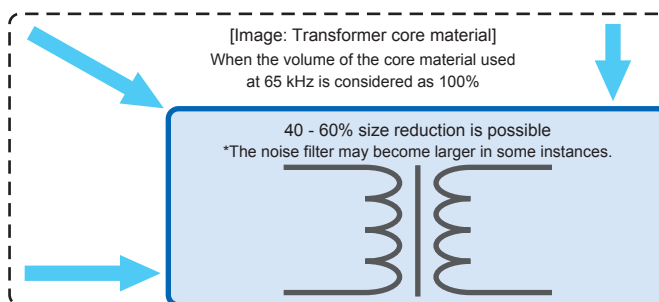 [Image: Transformer core material]
When the volume of the core material used
at 65 kHz is considered as 100%
40 - 60% size reduction is possible
*The noise filter may become larger in some instances.